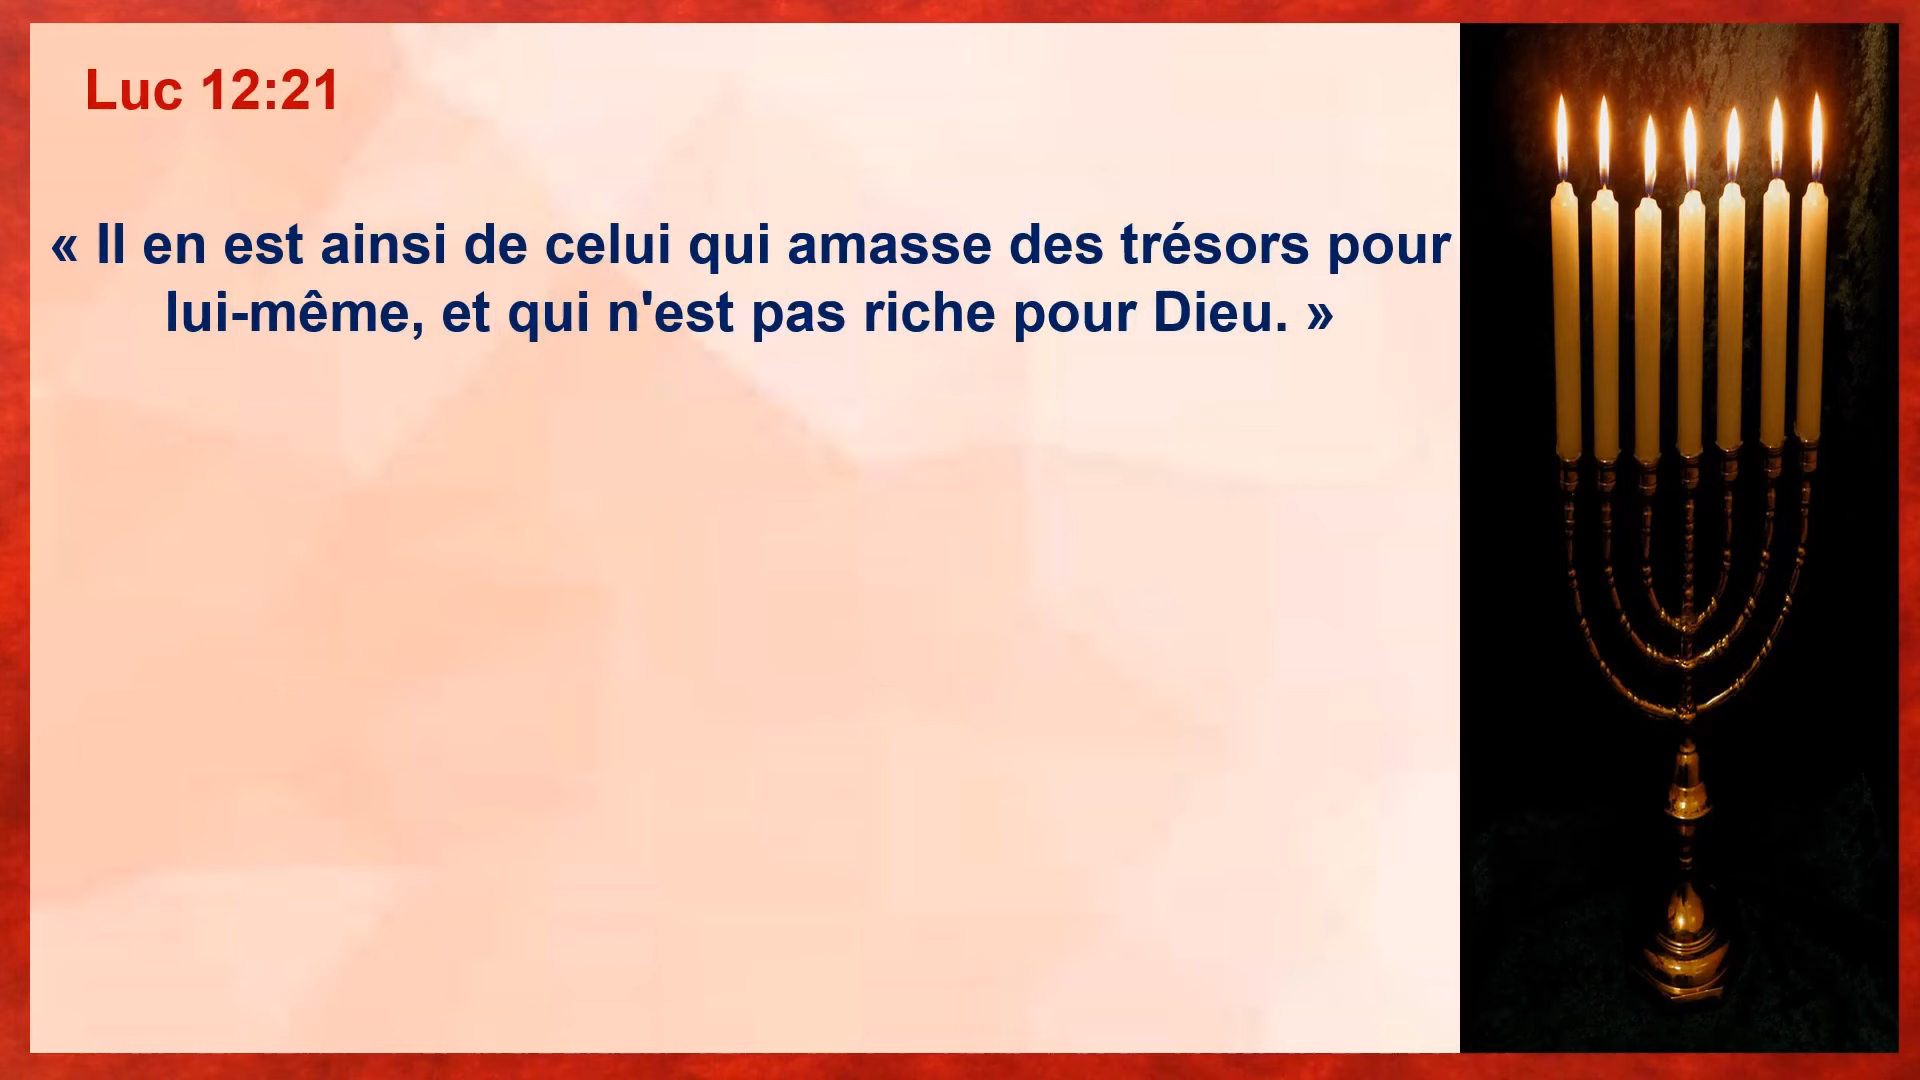 Luc 12:21
« Il en est ainsi de celui qui amasse des trésors pour
lui-même, et qui n'est pas riche pour Dieu. »